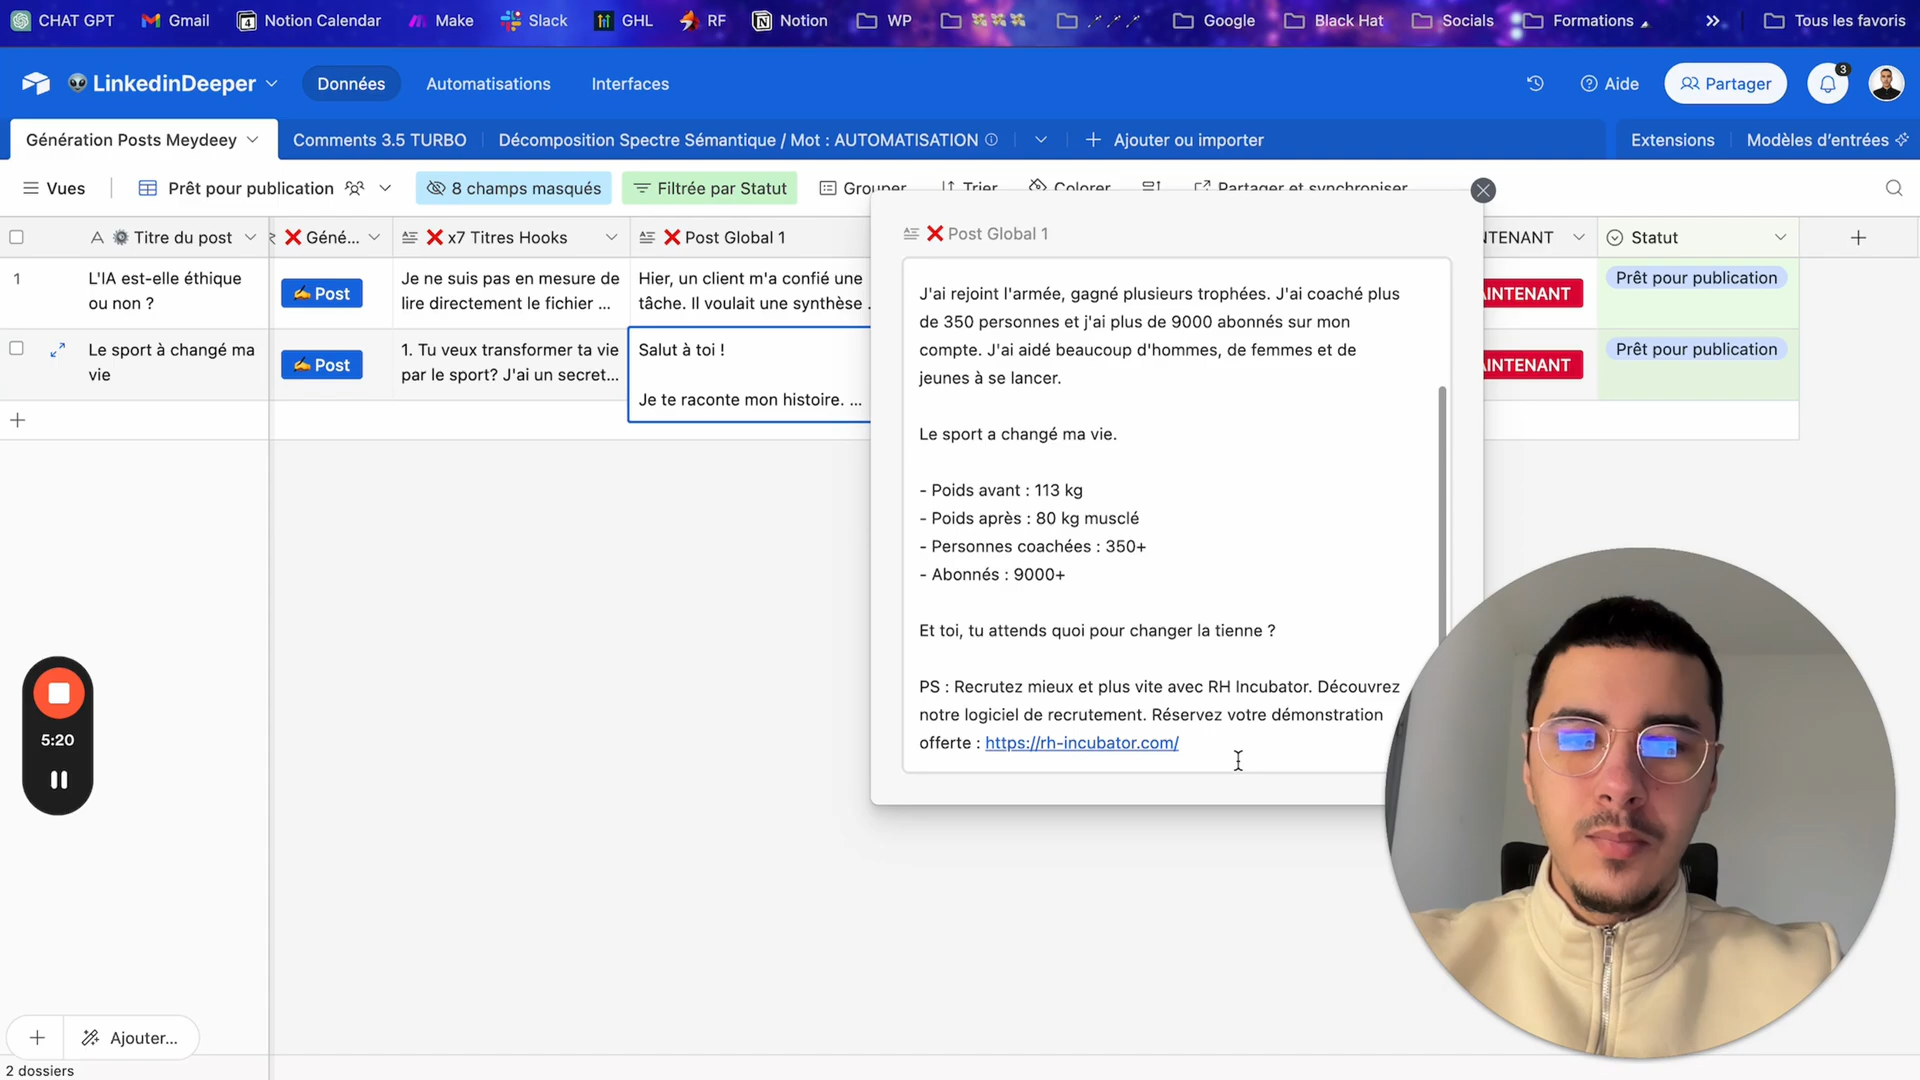 CHAT GPT
Gmail
Notion Calendar
Make
Slack
GHL
RF
Notion
WP
Google
Black Hat
Socials
Formations
Tous les favoris
LinkedinDeeper
Données
Automatisations
Interfaces
Aide
Partager
3
Génération Posts Meydeey
Comments 3.5 TURBO
Décomposition Spectre Sémantique / Mot : AUTOMATISATION
Ajouter ou importer
Extensions
Modèles d'entrées
Vues
Prêt pour publication
8 champs masqués
Filtrée par Statut
Grouper
Trier
Colorer
Partager et synchroniser
Titre du post
Géné...
x7 Titres Hooks
Post Global 1
NTENANT
Statut
1
L'IA est-elle éthique
ou non ?
Post
Je ne suis pas en mesure de
lire directement le fichier ...
Hier, un client m'a confié une
tâche. Il voulait une synthèse .
INTENANT
Prêt pour publication
Le sport à changé ma
vie
Post
1. Tu veux transformer ta vie
par le sport? J'ai un secret...
Salut à toi !
Je te raconte mon histoire. ...
INTENANT
Prêt pour publication
Post Global 1
J'ai rejoint l'armée, gagné plusieurs trophées. J'ai coaché plus
de 350 personnes et j'ai plus de 9000 abonnés sur mon
compte. J'ai aidé beaucoup d'hommes, de femmes et de
jeunes à se lancer.
Le sport a changé ma vie.
- Poids avant : 113 kg
- Poids après : 80 kg musclé
- Personnes coachées : 350+
- Abonnés : 9000+
Et toi, tu attends quoi pour changer la tienne ?
PS : Recrutez mieux et plus vite avec RH Incubator. Découvrez
notre logiciel de recrutement. Réservez votre démonstration
offerte : https://rh-incubator.com/
5:20
Ajouter...
2 dossiers